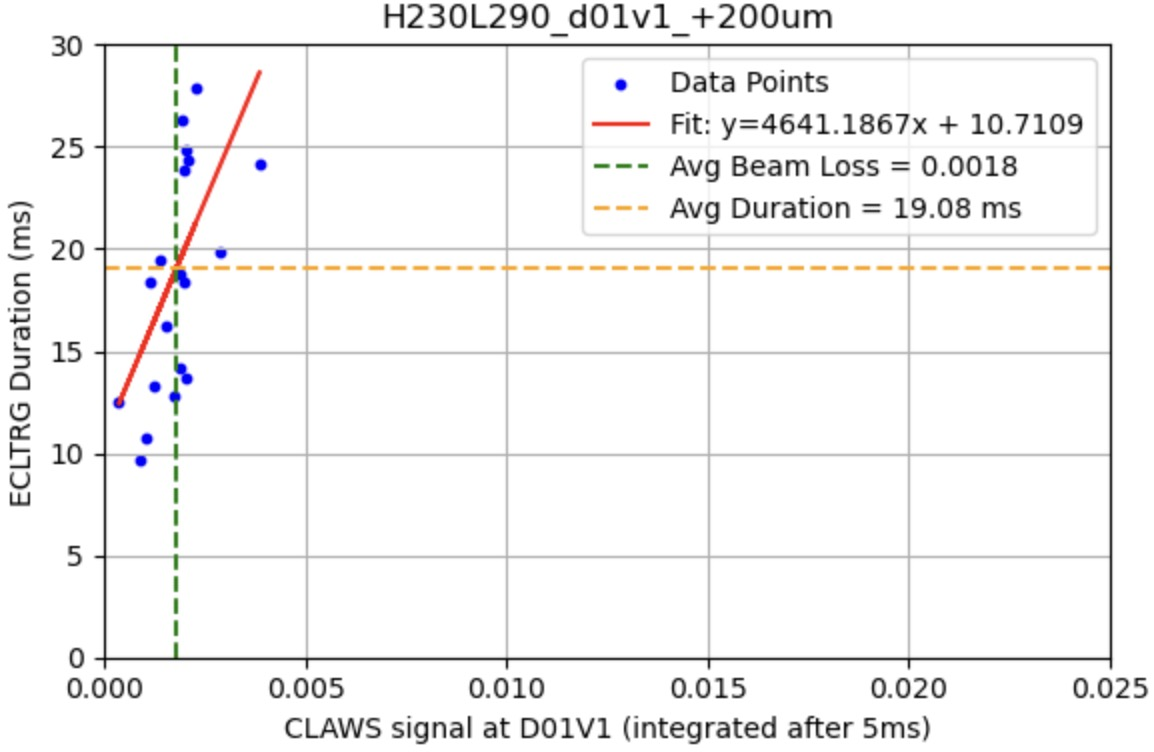 H230L290_d01v1_+200um
30
25
20
15
10
5
0
ECLTRG Duration (ms)
Data Points
Fit: y=4641.1867x + 10.7109
Avg Beam Loss = 0.0018
Avg Duration = 19.08 ms
0.000 0.005 0.010 0.015 0.020 0.025
CLAWS signal at D01V1 (integrated after 5ms)